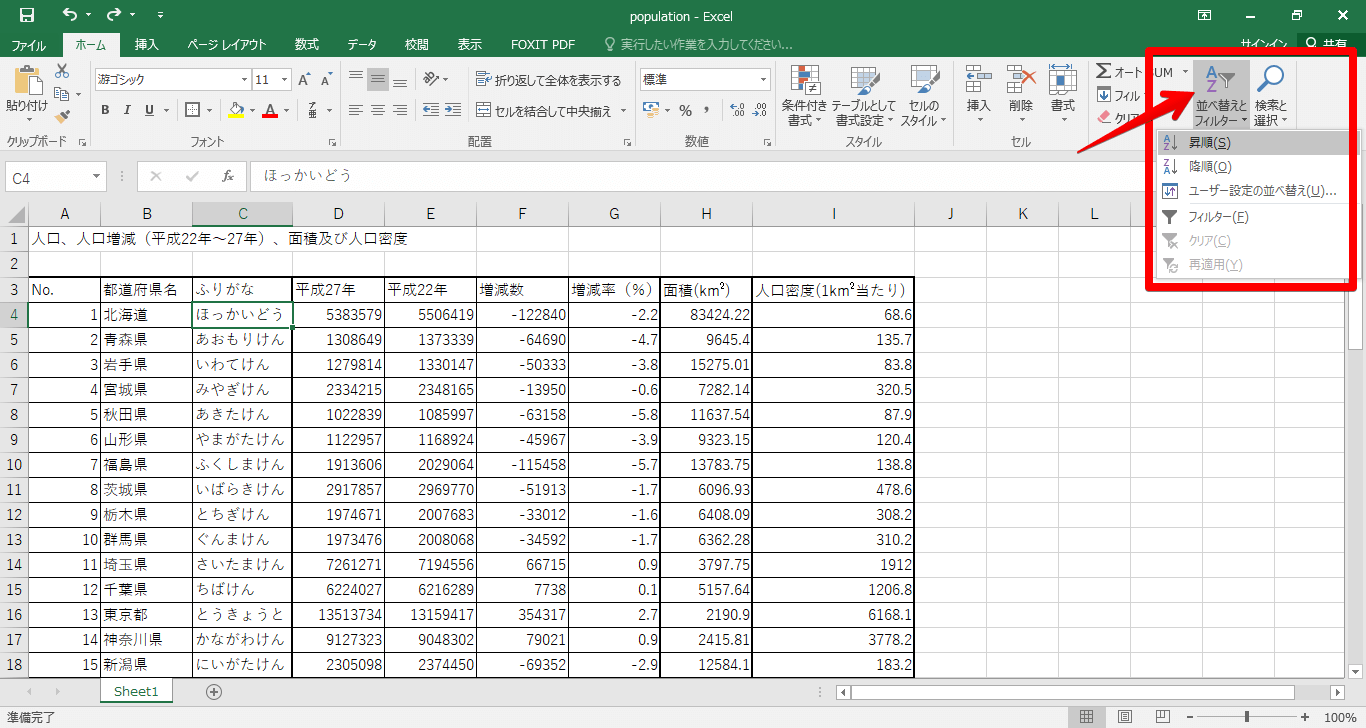 population - Excel
ファイル ホーム 挿入 ページ レイアウト 数式 データ 校閲 表示 FOXIT PDF 実行したい作業を入力してください... サインイン 共有
貼り付け
クリップボード
游ゴシック 11
B I U
フォント
折り返して全体を表示する
セルを結合して中央揃え
配置
標準
% ,
数値
条件付き書式 テーブルとして書式設定 セルのスタイル
スタイル
挿入 削除 書式
セル
Σ オート SUM
フィル
クリア
並べ替えとフィルター
検索と選択
昇順(S)
降順(O)
ユーザー設定の並べ替え(U)...
フィルター(F)
クリア(C)
再適用(Y)
C4 fx ほっかいどう
A B C D E F G H I J K L
1 人口、人口増減（平成22年～27年）、面積及び人口密度
2
3 No. 都道府県名 ふりがな 平成27年 平成22年 増減数 増減率（%） 面積(km²) 人口密度(1km²当たり)
4 1 北海道 ほっかいどう 5383579 5506419 -122840 -2.2 83424.22 68.6
5 2 青森県 あおもりけん 1308649 1373339 -64690 -4.7 9645.4 135.7
6 3 岩手県 いわてけん 1279814 1330147 -50333 -3.8 15275.01 83.8
7 4 宮城県 みやぎけん 2334215 2348165 -13950 -0.6 7282.14 320.5
8 5 秋田県 あきたけん 1022839 1085997 -63158 -5.8 11637.54 87.9
9 6 山形県 やまがたけん 1122957 1168924 -45967 -3.9 9323.15 120.4
10 7 福島県 ふくしまけん 1913606 2029064 -115458 -5.7 13783.75 138.8
11 8 茨城県 いばらきけん 2917857 2969770 -51913 -1.7 6096.93 478.6
12 9 栃木県 とちぎけん 1974671 2007683 -33012 -1.6 6408.09 308.2
13 10 群馬県 ぐんまけん 1973476 2008068 -34592 -1.7 6362.28 310.2
14 11 埼玉県 さいたまけん 7261271 7194556 66715 0.9 3797.75 1912
15 12 千葉県 ちばけん 6224027 6216289 7738 0.1 5157.64 1206.8
16 13 東京都 とうきょうと 13513734 13159417 354317 2.7 2190.9 6168.1
17 14 神奈川県 かながわけん 9127323 9048302 79021 0.9 2415.81 3778.2
18 15 新潟県 にいがたけん 2305098 2374450 -69352 -2.9 12584.1 183.2
Sheet1
準備完了 100%